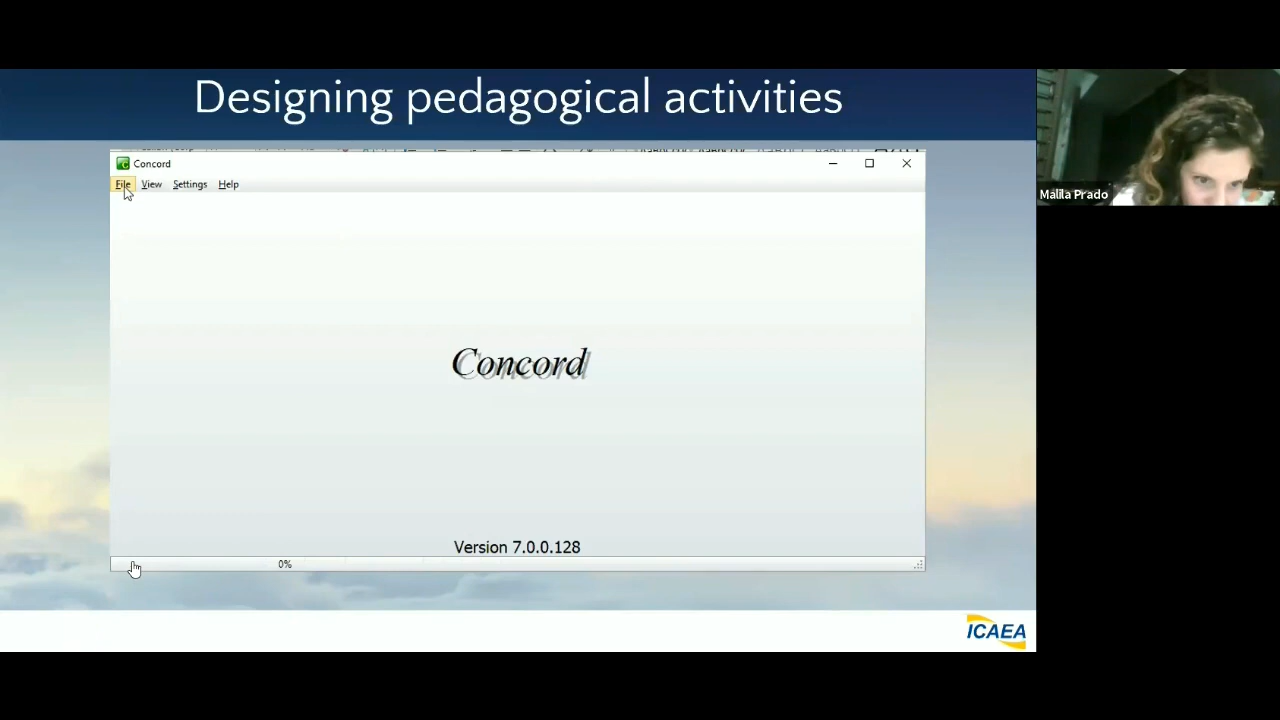 Designing pedagogical activities
Concord
File View Settings Help
Malila Prado
Concord
Version 7.0.0.128
0%
ICAEA